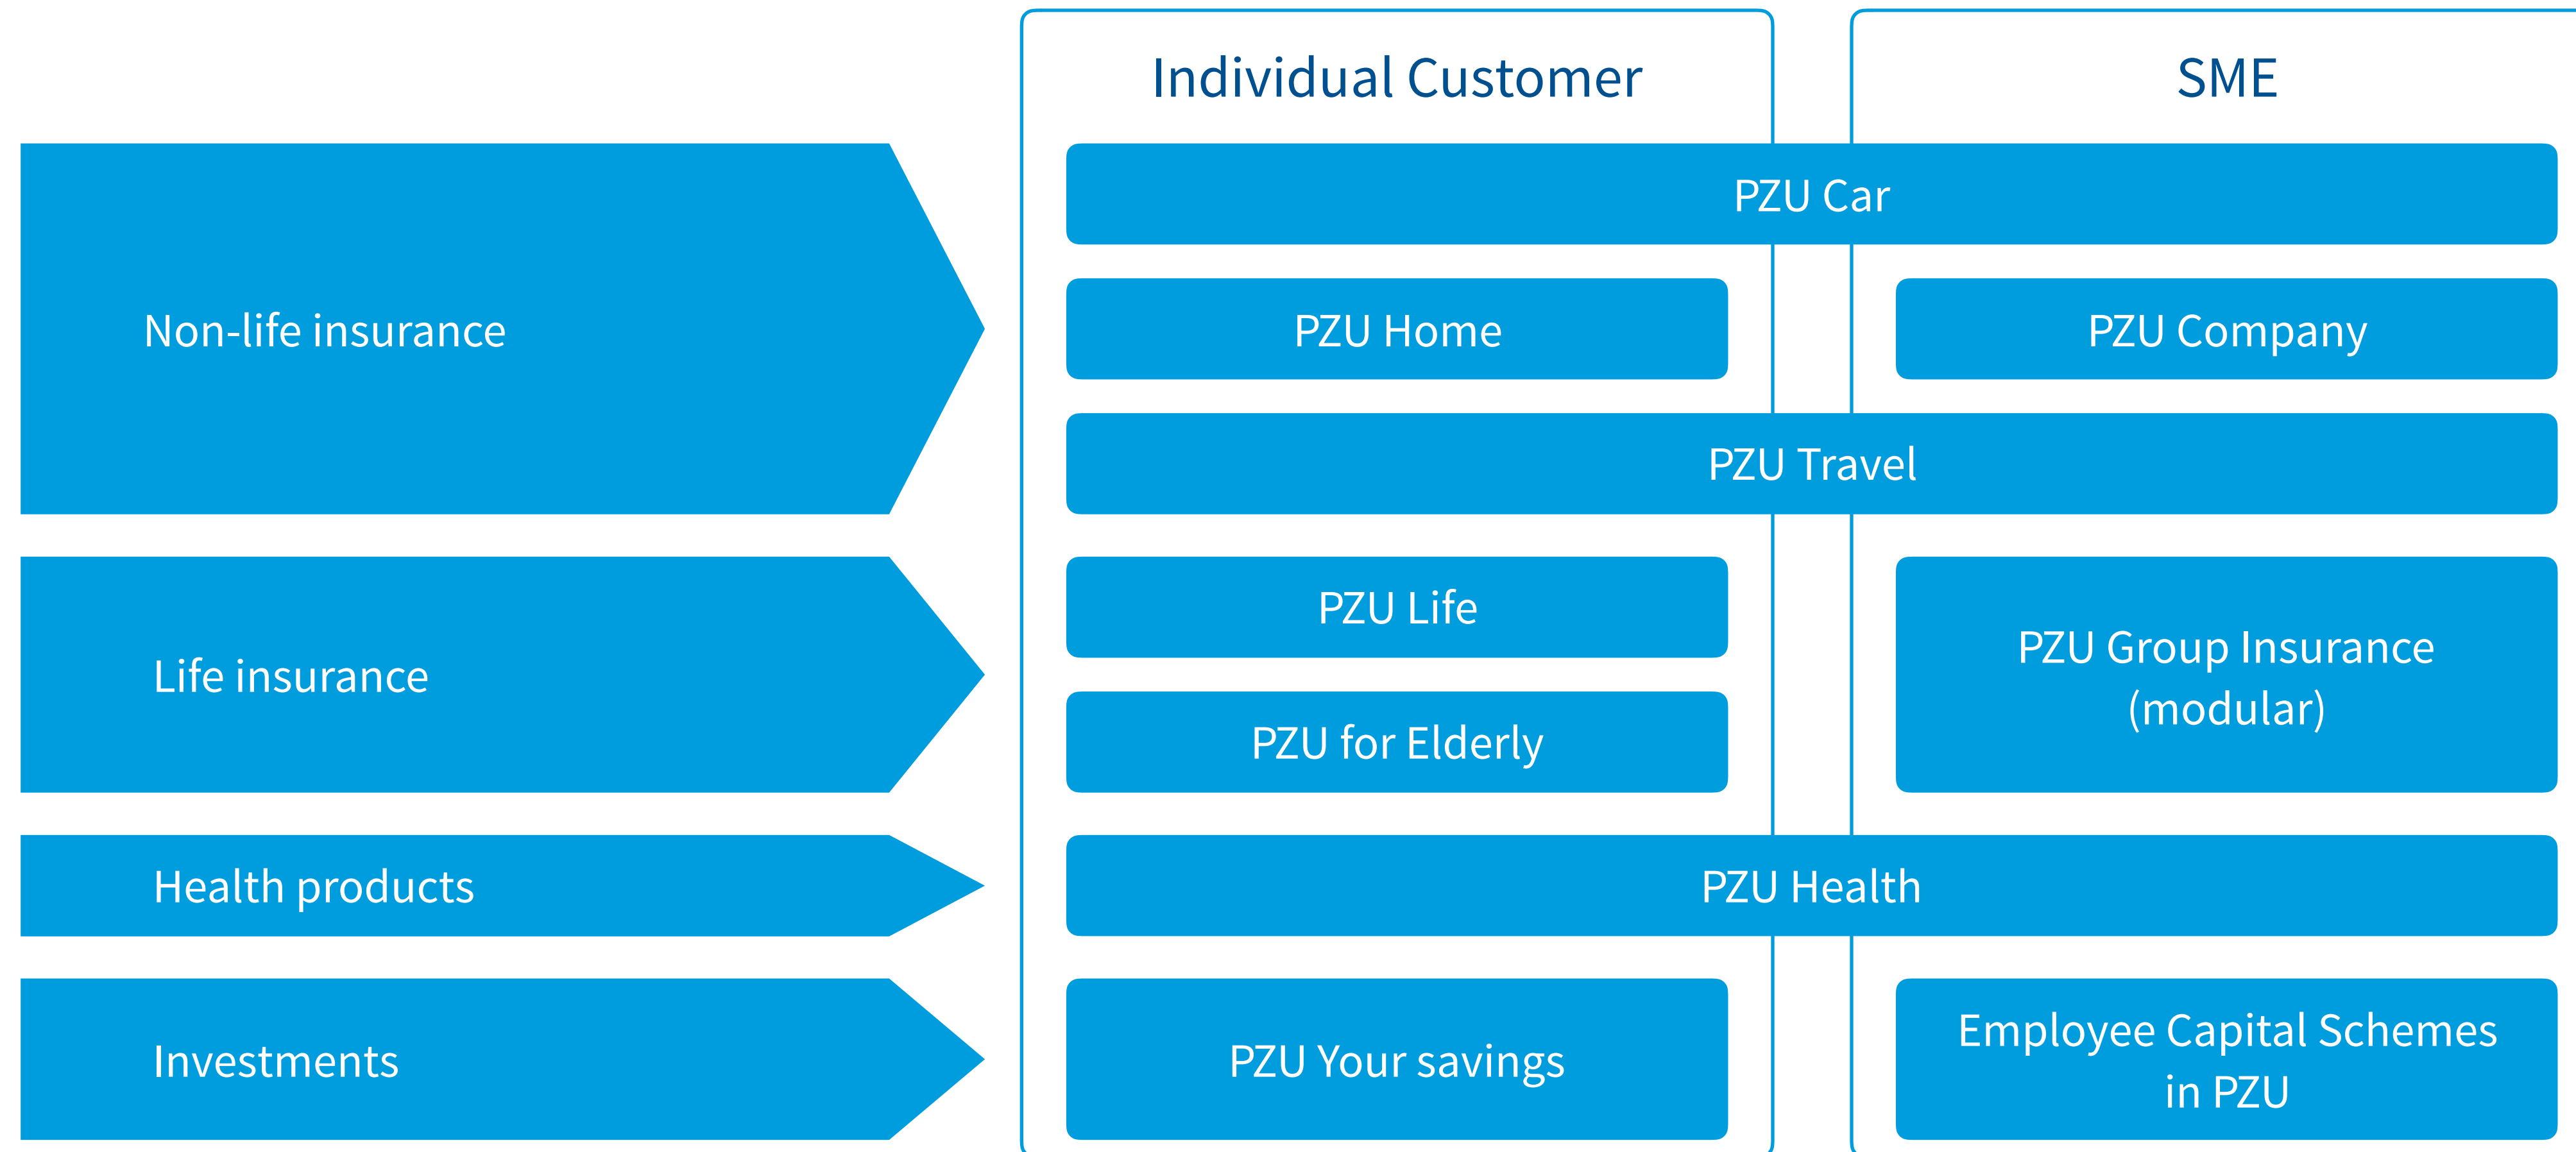 Individual Customer
SME
Non-life insurance
PZU Car
PZU Home
PZU Company
PZU Travel
Life insurance
PZU Life
PZU for Elderly
PZU Group Insurance
(modular)
Health products
PZU Health
Investments
PZU Your savings
Employee Capital Schemes
in PZU